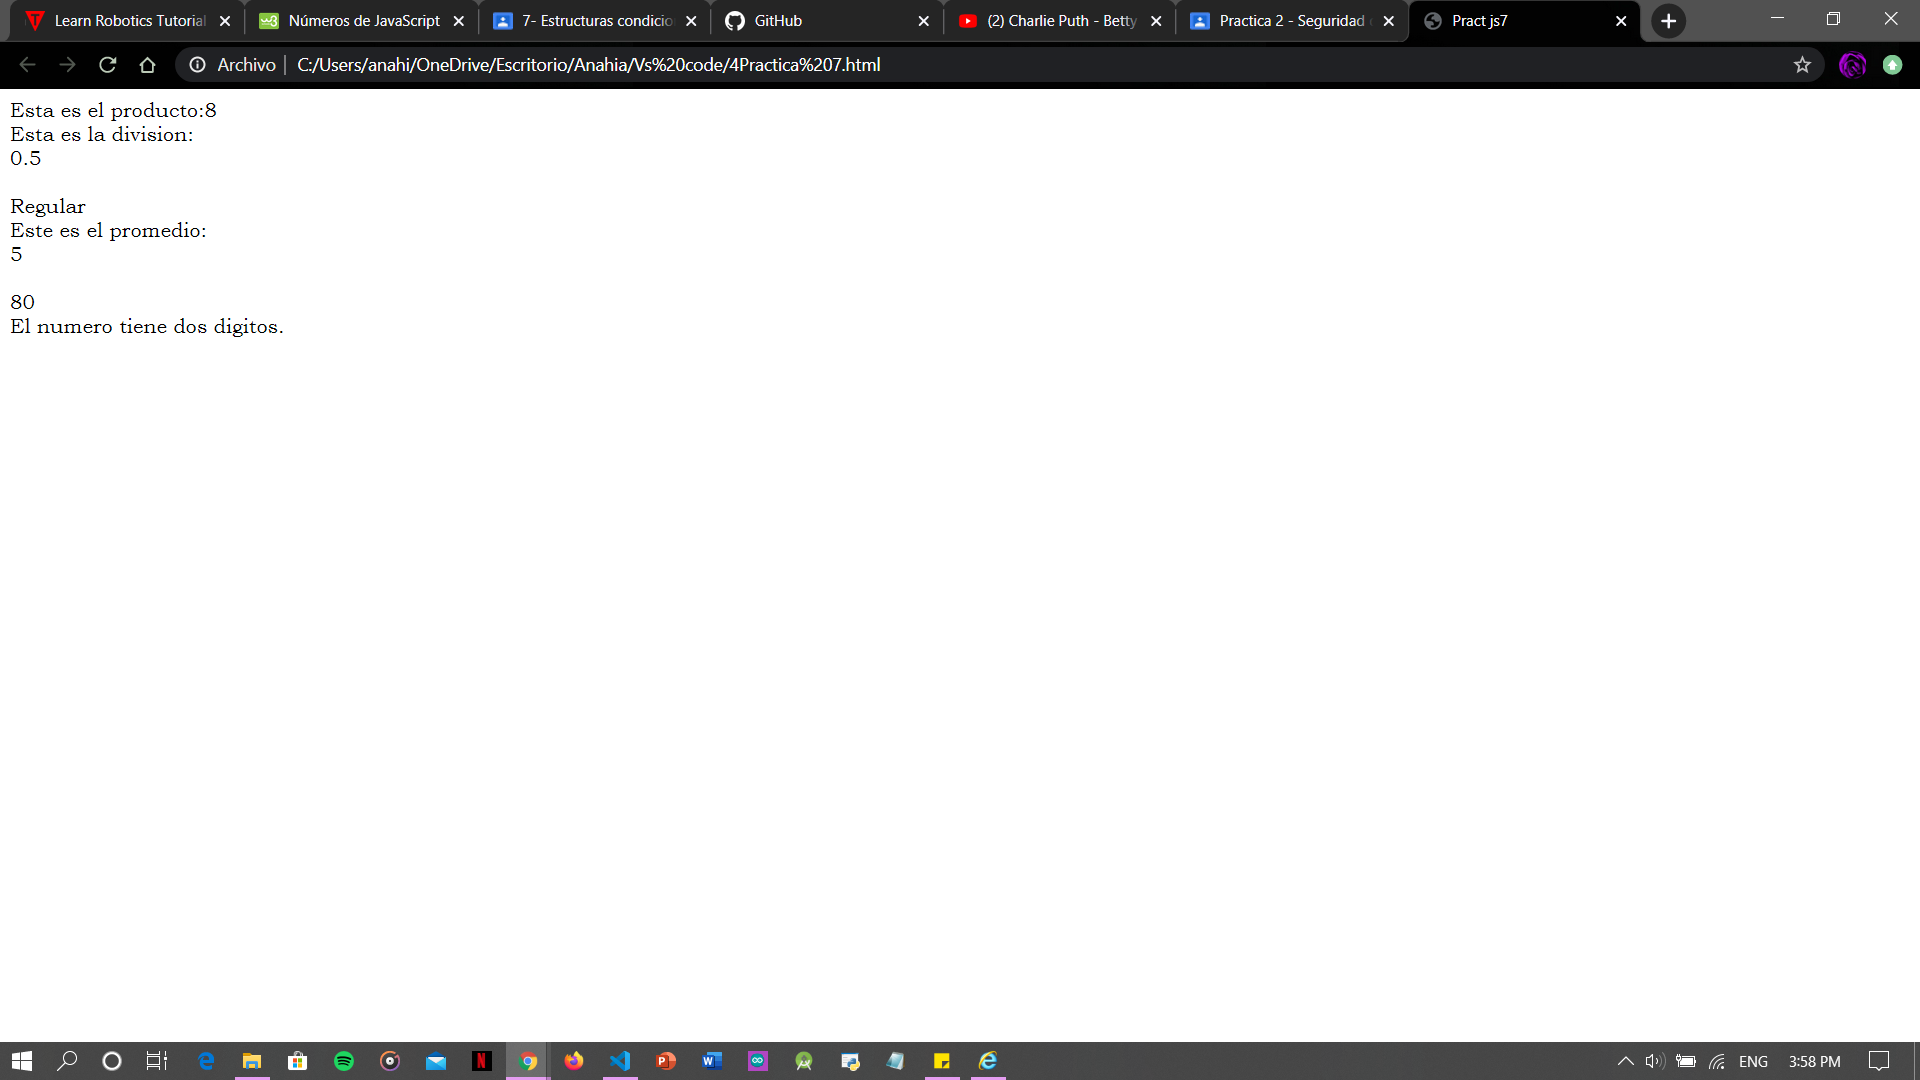 Learn Robotics Tutorial
Números de JavaScript
7- Estructuras condicio
GitHub
(2) Charlie Puth - Betty
Practica 2 - Seguridad
Pract js7
Archivo | C:/Users/anahi/OneDrive/Escritorio/Anahia/Vs%20code/4Practica%207.html
Esta es el producto:8
Esta es la division:
0.5
Regular
Este es el promedio:
5
80
El numero tiene dos digitos.
ENG 3:58 PM